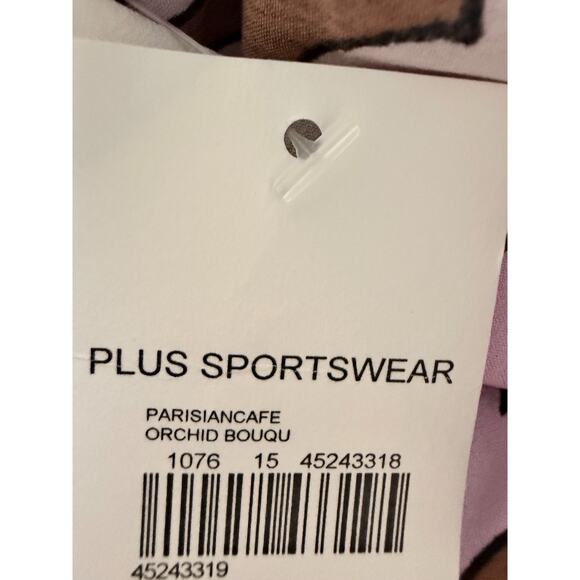 PLUS SPORTSWEAR
PARISIANCAFE
ORCHID BOUQU
1076 15 45243318
45243319